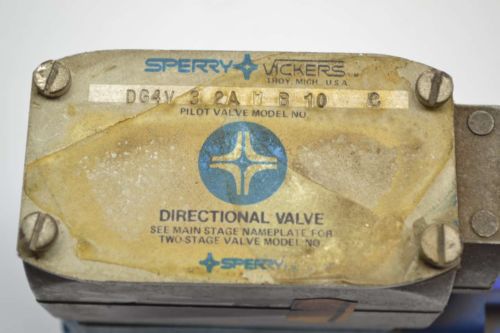 SPERRY VICKERS
TROY, MICH. U.S.A.
DG4V 3 2A M B 10 C
PILOT VALVE MODEL NO.
DIRECTIONAL VALVE
SEE MAIN STAGE NAMEPLATE FOR
TWO-STAGE VALVE MODEL NO
SPERRY